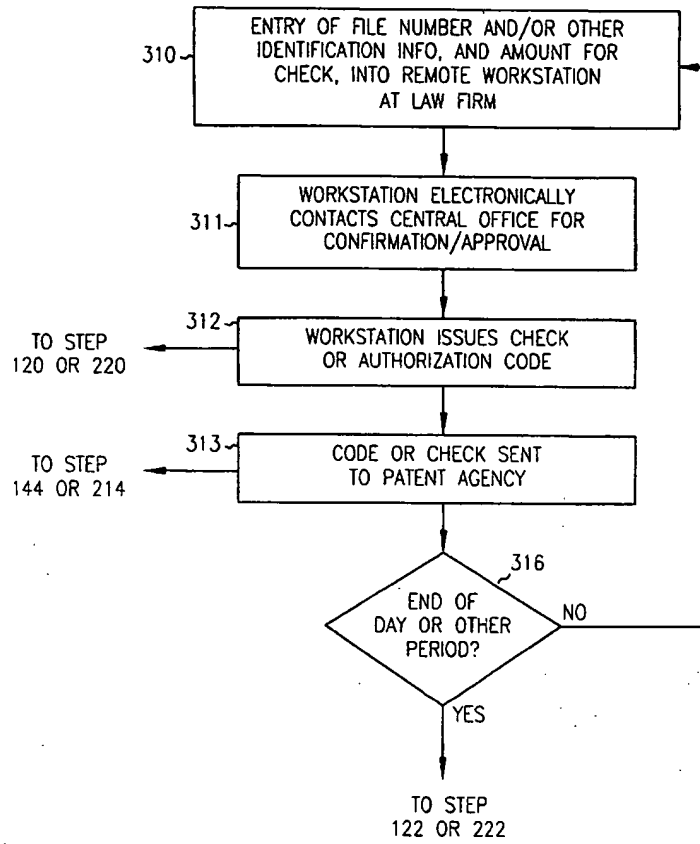 310
ENTRY OF FILE NUMBER AND/OR OTHER
IDENTIFICATION INFO, AND AMOUNT FOR
CHECK, INTO REMOTE WORKSTATION
AT LAW FIRM
311
WORKSTATION ELECTRONICALLY
CONTACTS CENTRAL OFFICE FOR
CONFIRMATION/APPROVAL
312
WORKSTATION ISSUES CHECK
OR AUTHORIZATION CODE
TO STEP
120 OR 220
313
CODE OR CHECK SENT
TO PATENT AGENCY
TO STEP
144 OR 214
316
END OF
DAY OR OTHER
PERIOD?
NO
YES
TO STEP
122 OR 222